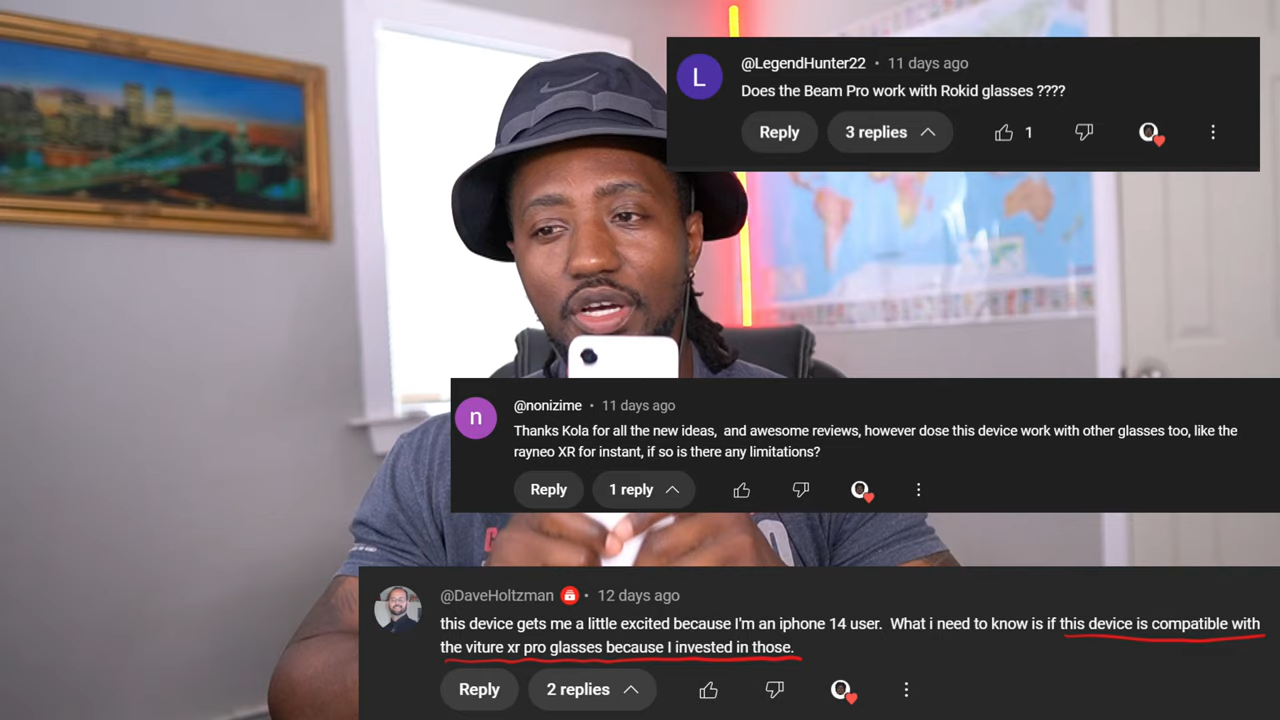 @LegendHunter22 • 11 days ago
L
Does the Beam Pro work with Rokid glasses ????
Reply
3 replies
1
@nonizime • 11 days ago
n
Thanks Kola for all the new ideas, and awesome reviews, however dose this device work with other glasses too, like the
rayneo XR for instant, if so is there any limitations?
Reply
1 reply
@DaveHoltzman • 12 days ago
this device gets me a little excited because I'm an iphone 14 user. What i need to know is if this device is compatible with
the viture xr pro glasses because I invested in those.
Reply
2 replies